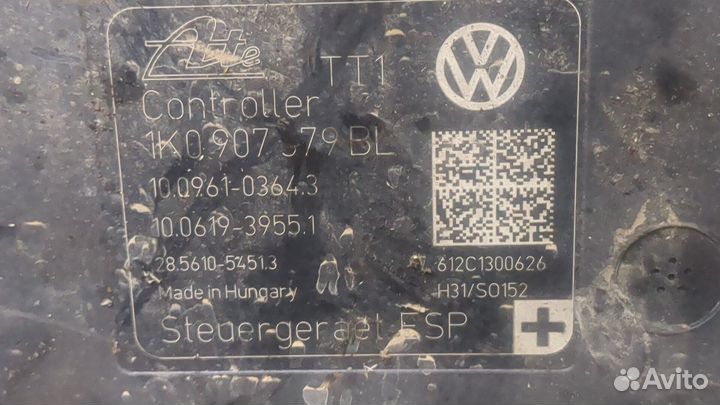 Ate
TT1
Controller
1K0.907 379 BL
10.0961-0364.3
10.0619-3955.1
28.5610-5451.3
612C1300626
Made in Hungary
H31/S0152
Steuergeraet ESP
Avito